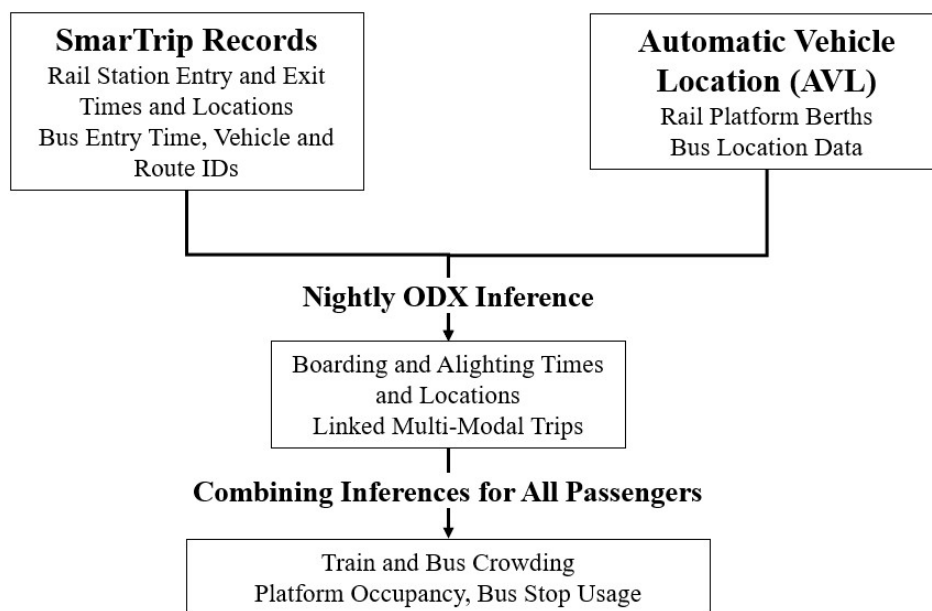 SmarTrip Records
Rail Station Entry and Exit
Times and Locations
Bus Entry Time, Vehicle and
Route IDs
Automatic Vehicle
Location (AVL)
Rail Platform Berths
Bus Location Data
Nightly ODX Inference
Boarding and Alighting Times
and Locations
Linked Multi-Modal Trips
Combining Inferences for All Passengers
Train and Bus Crowding
Platform Occupancy, Bus Stop Usage